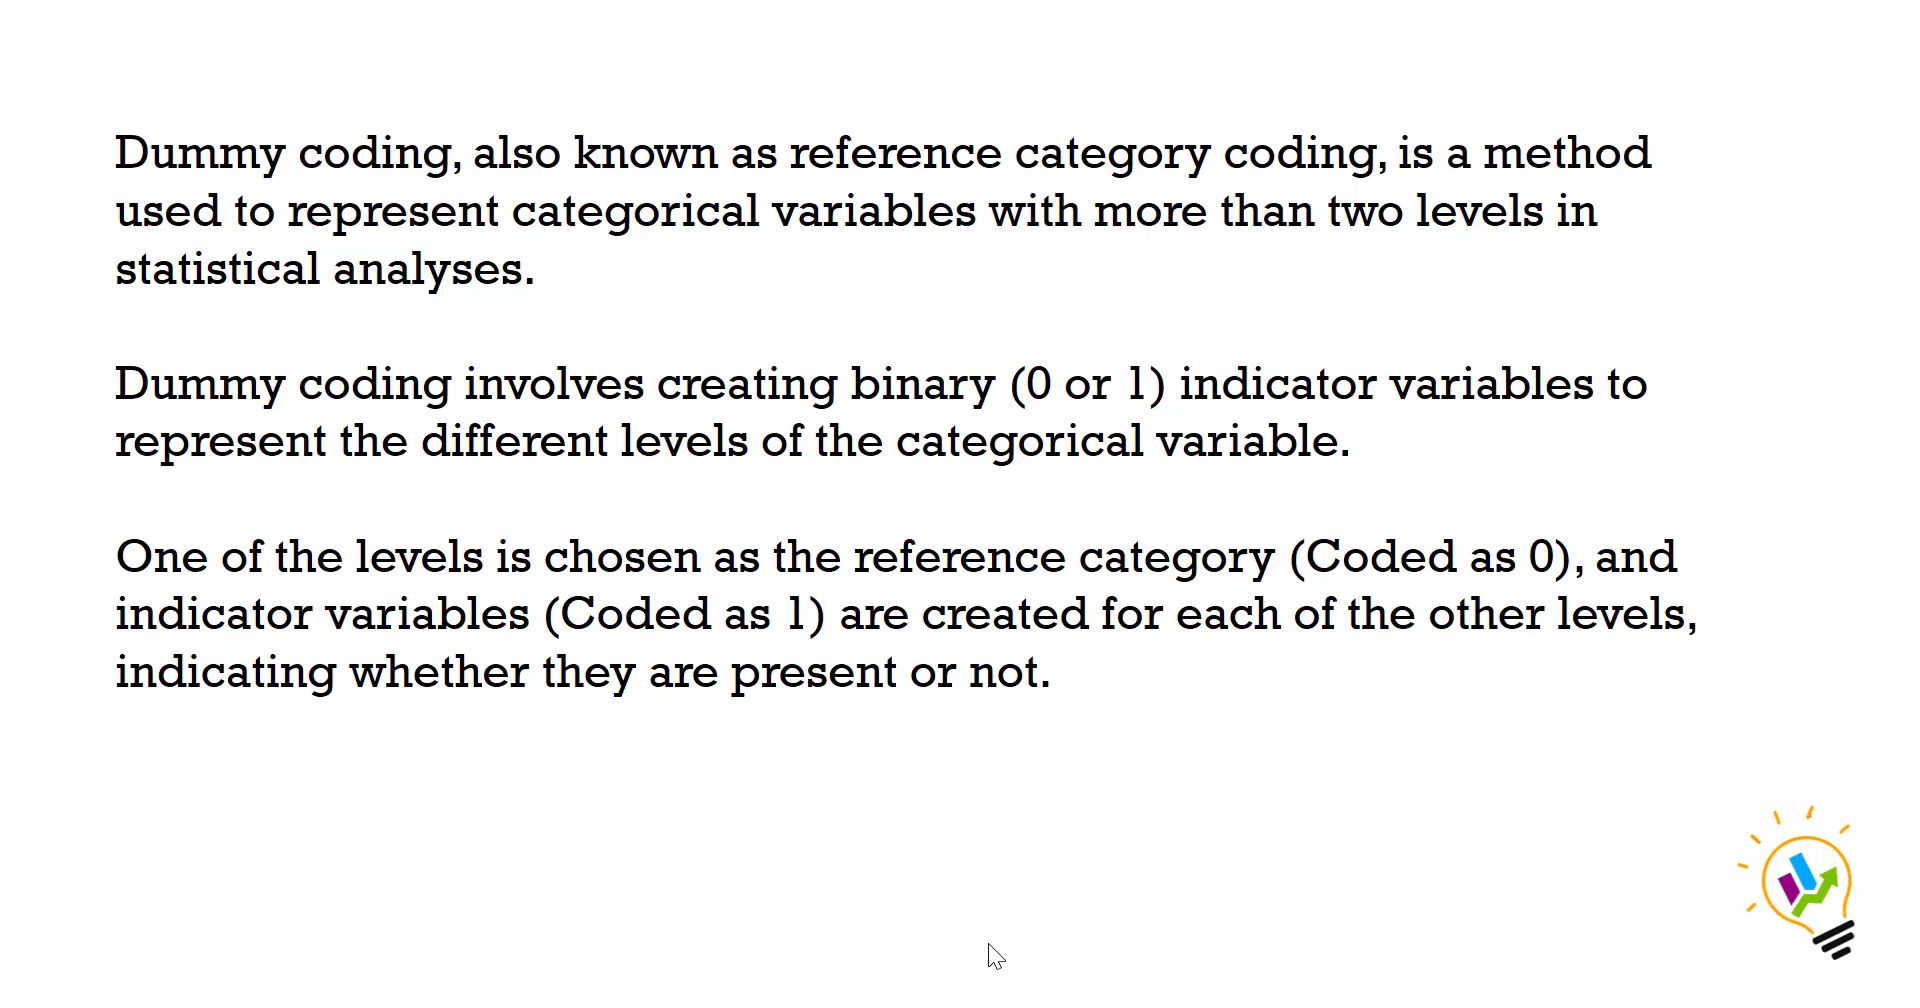 Dummy coding, also known as reference category coding, is a method
used to represent categorical variables with more than two levels in
statistical analyses.
Dummy coding involves creating binary (0 or 1) indicator variables to
represent the different levels of the categorical variable.
One of the levels is chosen as the reference category (Coded as 0), and
indicator variables (Coded as 1) are created for each of the other levels,
indicating whether they are present or not.